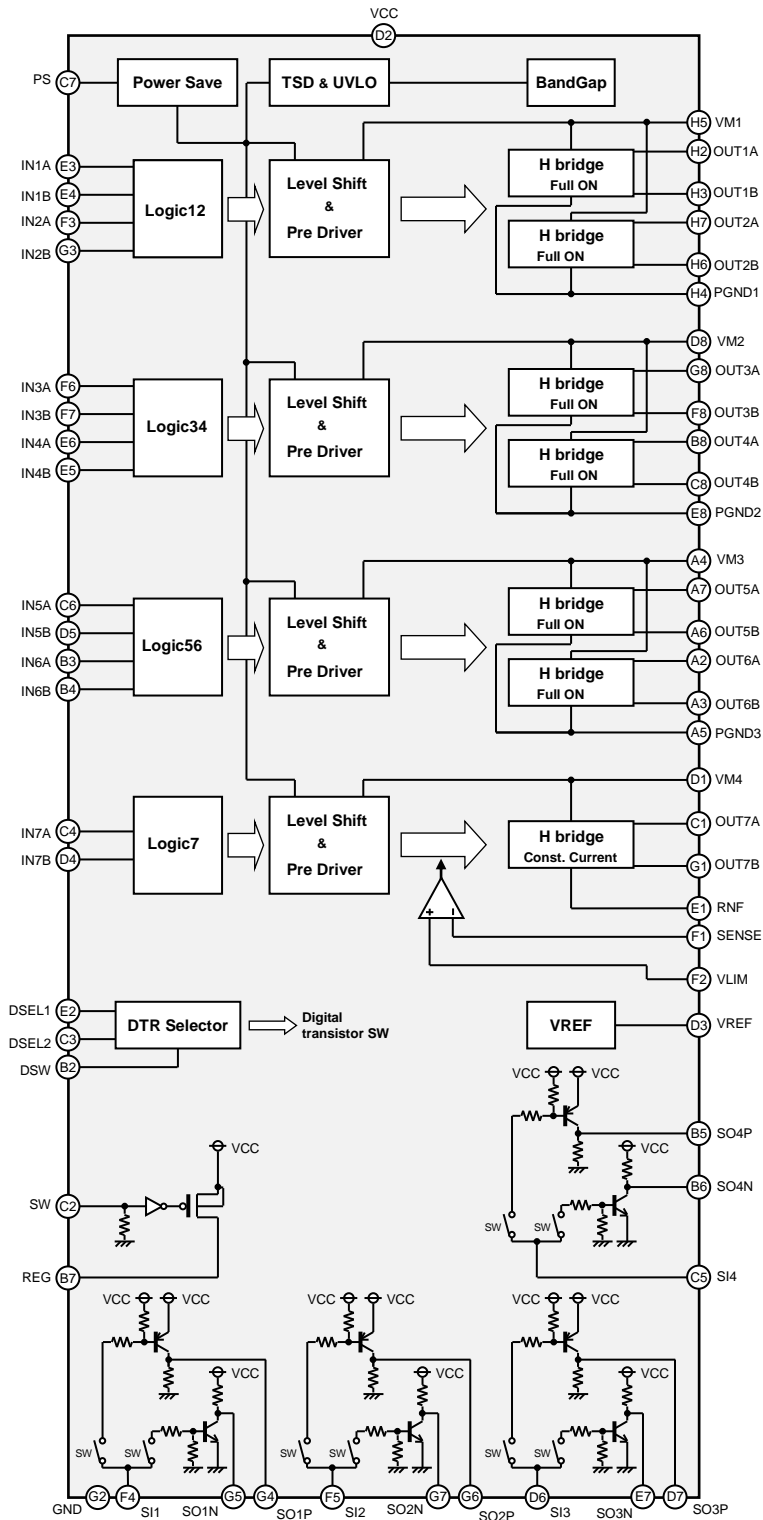 VCC
D2
PS C7 Power Save TSD & UVLO BandGap
H5 VM1
IN1A E3
IN1B E4
IN2A F3
IN2B G3
Logic12
Level Shift
&
Pre Driver
H bridge
Full ON
H bridge
Full ON
H2 OUT1A
H3 OUT1B
H7 OUT2A
H6 OUT2B
H4 PGND1
D8 VM2
IN3A F6
IN3B F7
IN4A E6
IN4B E5
Logic34
Level Shift
&
Pre Driver
H bridge
Full ON
H bridge
Full ON
G8 OUT3A
F8 OUT3B
B8 OUT4A
C8 OUT4B
E8 PGND2
A4 VM3
IN5A C6
IN5B D5
IN6A B3
IN6B B4
Logic56
Level Shift
&
Pre Driver
H bridge
Full ON
H bridge
Full ON
A7 OUT5A
A6 OUT5B
A2 OUT6A
A3 OUT6B
A5 PGND3
D1 VM4
IN7A C4
IN7B D4
Logic7
Level Shift
&
Pre Driver
H bridge
Const. Current
C1 OUT7A
G1 OUT7B
E1 RNF
+ –
F1 SENSE
F2 VLIM
DSEL1 E2
DSEL2 C3
DSW B2
DTR Selector
Digital
transistor SW
VREF D3 VREF
VCC VCC
B5 SO4P
VCC
B6 SO4N
SW SW
C5 SI4
VCC
SW C2
REG B7
VCC VCC VCC VCC VCC VCC
VCC VCC VCC
SW SW SW SW SW SW
G2 F4 G5 G4 F5 G7 G6 D6 E7 D7
GND SI1 SO1N SO1P SI2 SO2N SO2P SI3 SO3N SO3P